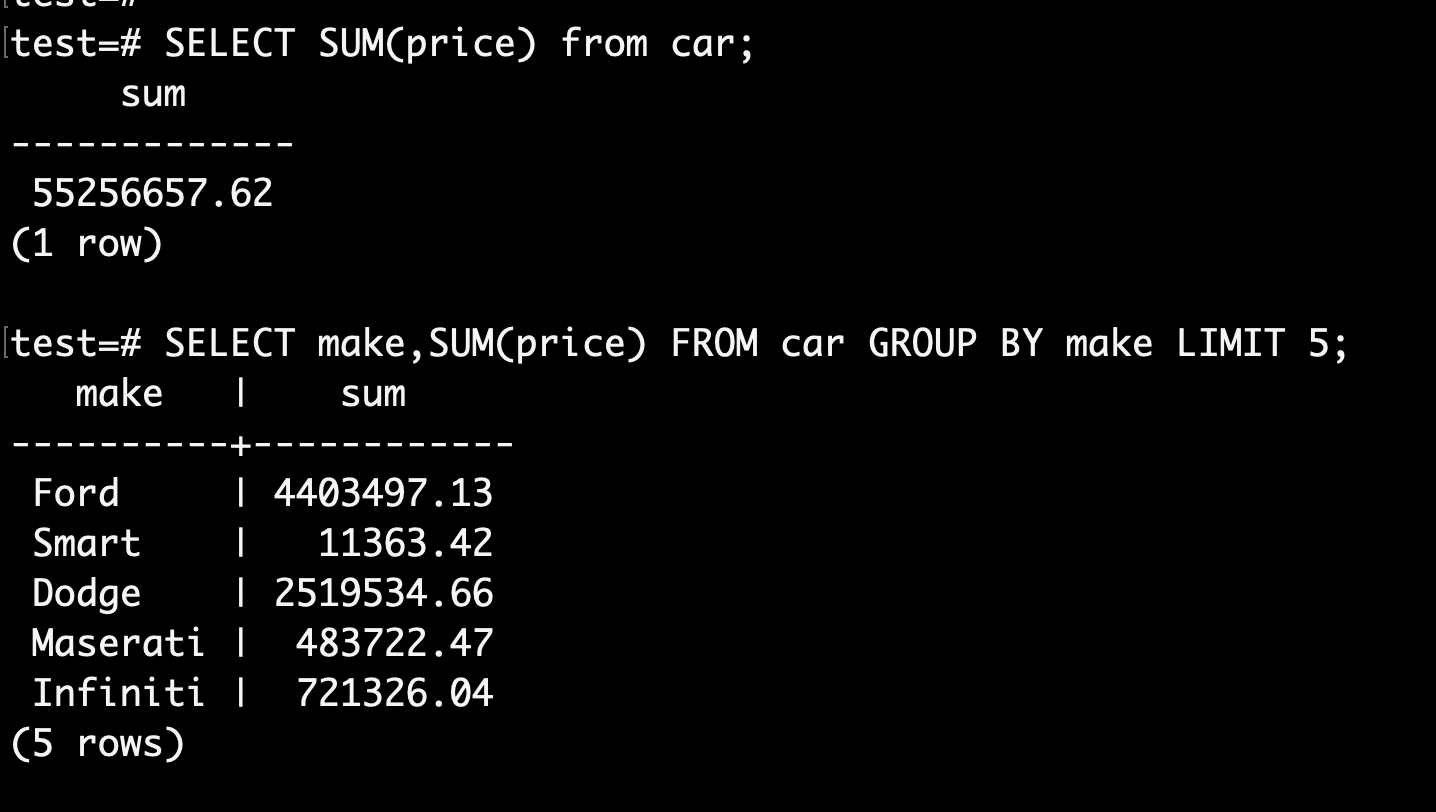 test=#
test=# SELECT SUM(price) from car;
sum
-------------
55256657.62
(1 row)
test=# SELECT make,SUM(price) FROM car GROUP BY make LIMIT 5;
make | sum
----------+------------
Ford | 4403497.13
Smart | 11363.42
Dodge | 2519534.66
Maserati | 483722.47
Infiniti | 721326.04
(5 rows)